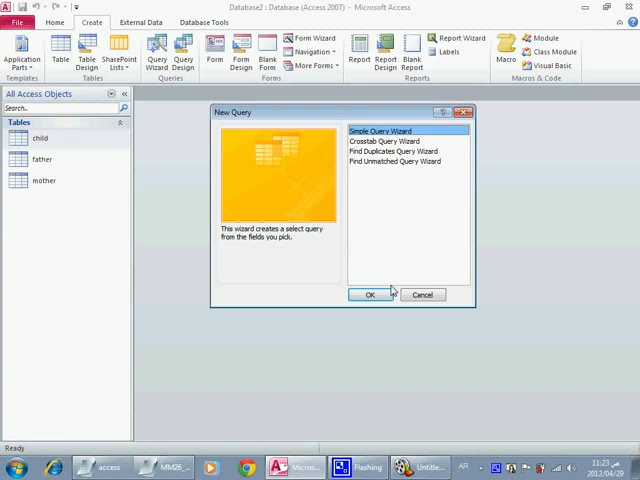 Database2 : Database (Access 2007) - Microsoft Access
File
Home
Create
External Data
Database Tools
Application Parts
Templates
Table
Table Design
SharePoint Lists
Tables
Query Wizard
Query Design
Queries
Form
Form Design
Blank Form
Form Wizard
Navigation
More Forms
Forms
Report
Report Design
Blank Report
Report Wizard
Labels
Reports
Macro
Module
Class Module
Visual Basic
Macros & Code
All Access Objects
Search...
Tables
child
father
mother
New Query
This wizard creates a select query
from the fields you pick.
Simple Query Wizard
Crosstab Query Wizard
Find Duplicates Query Wizard
Find Unmatched Query Wizard
OK
Cancel
Ready
access
MM26_...
Micros...
Flashing
Untitle...
AR
11:23 ص
2012/04/29